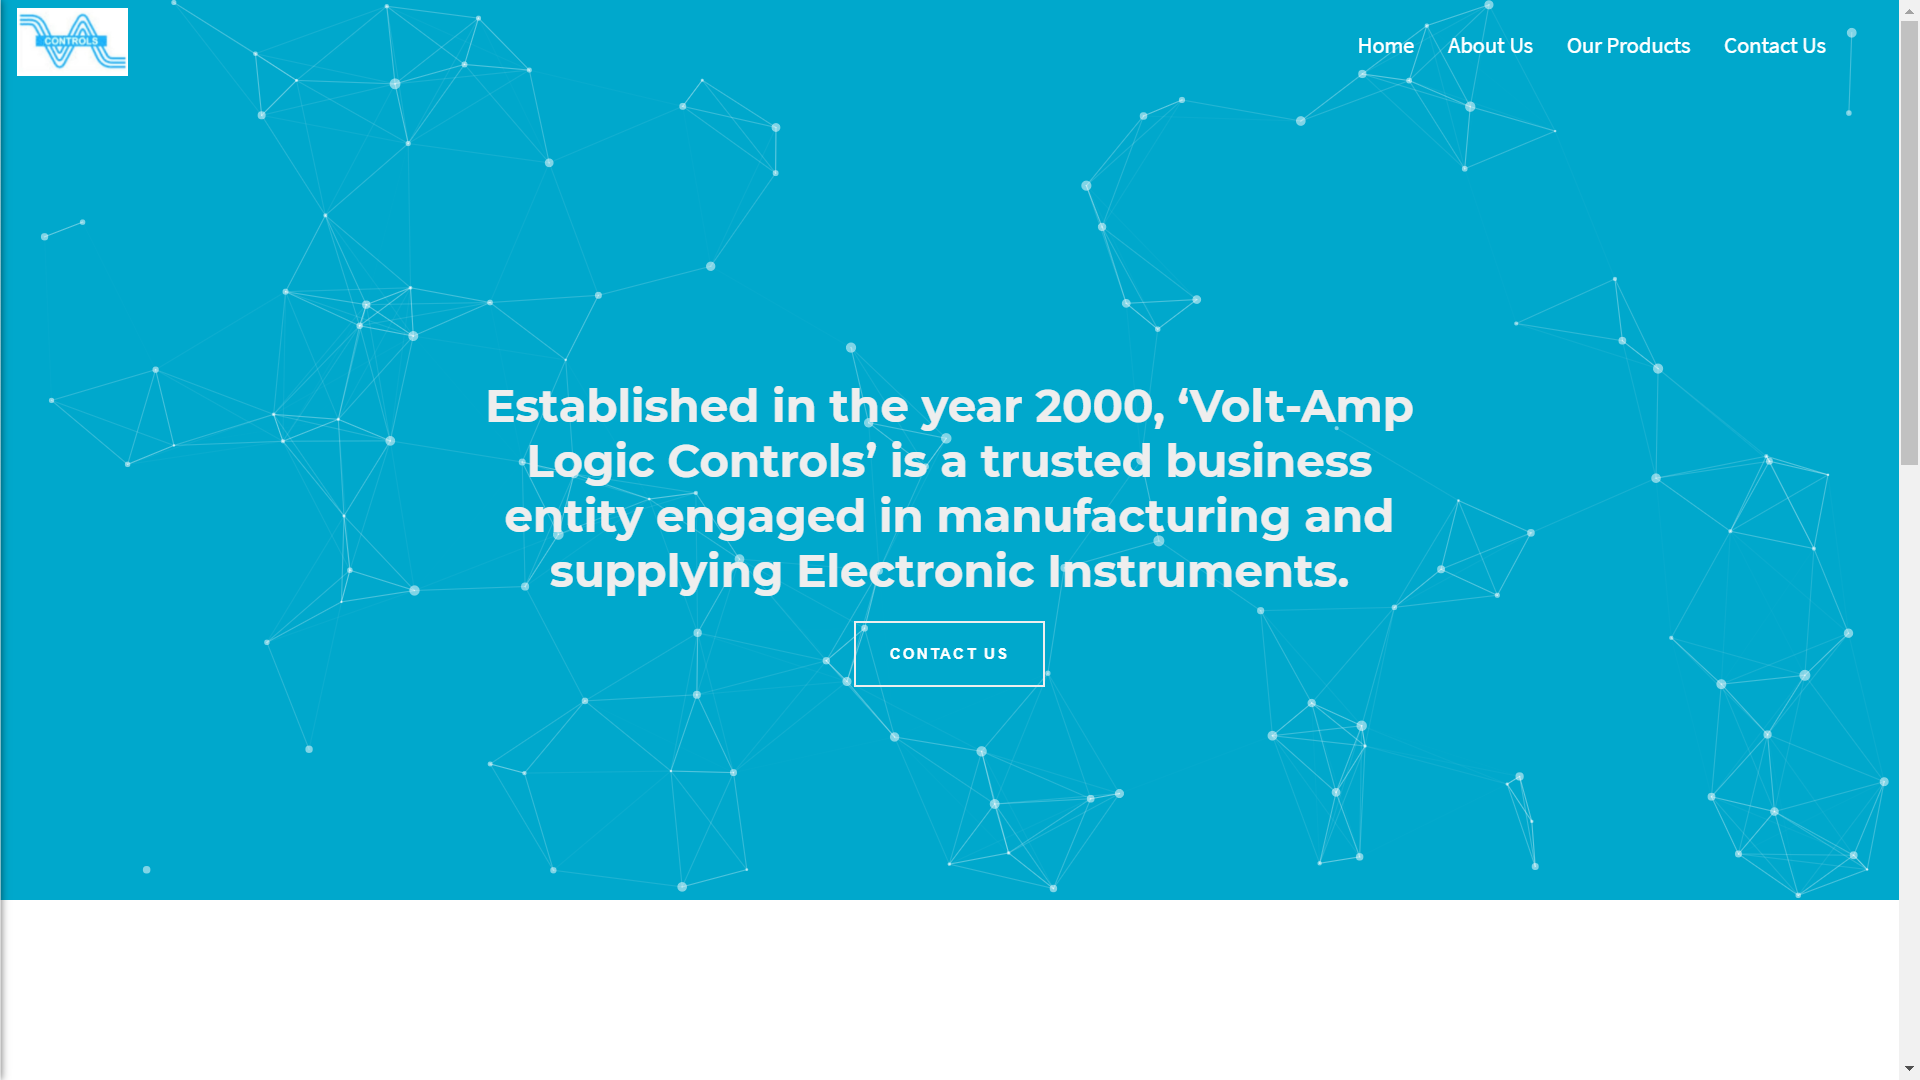 CONTROLS
Home About Us Our Products Contact Us
Established in the year 2000, ‘Volt-Amp
Logic Controls’ is a trusted business
entity engaged in manufacturing and
supplying Electronic Instruments.
CONTACT US